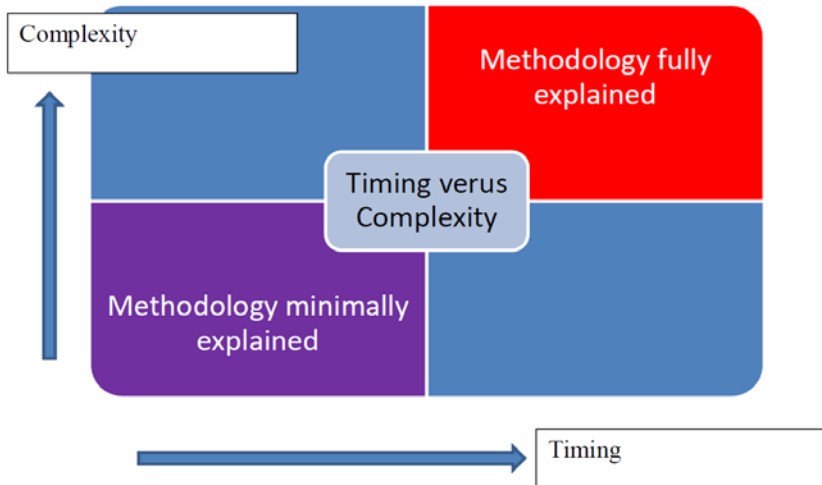 Complexity
Methodology fully
explained
Timing verus
Complexity
Methodology minimally
explained
Timing